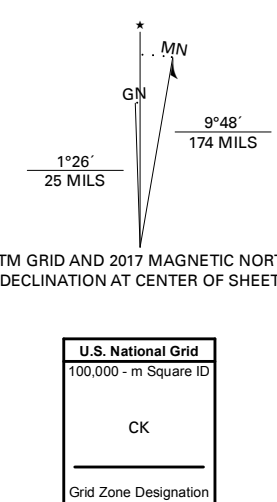 MN
GN
9°48´
174 MILS
1°26´
25 MILS
TM GRID AND 2017 MAGNETIC NORT
DECLINATION AT CENTER OF SHEET
U.S. National Grid
100,000 - m Square ID
CK
Grid Zone Designation